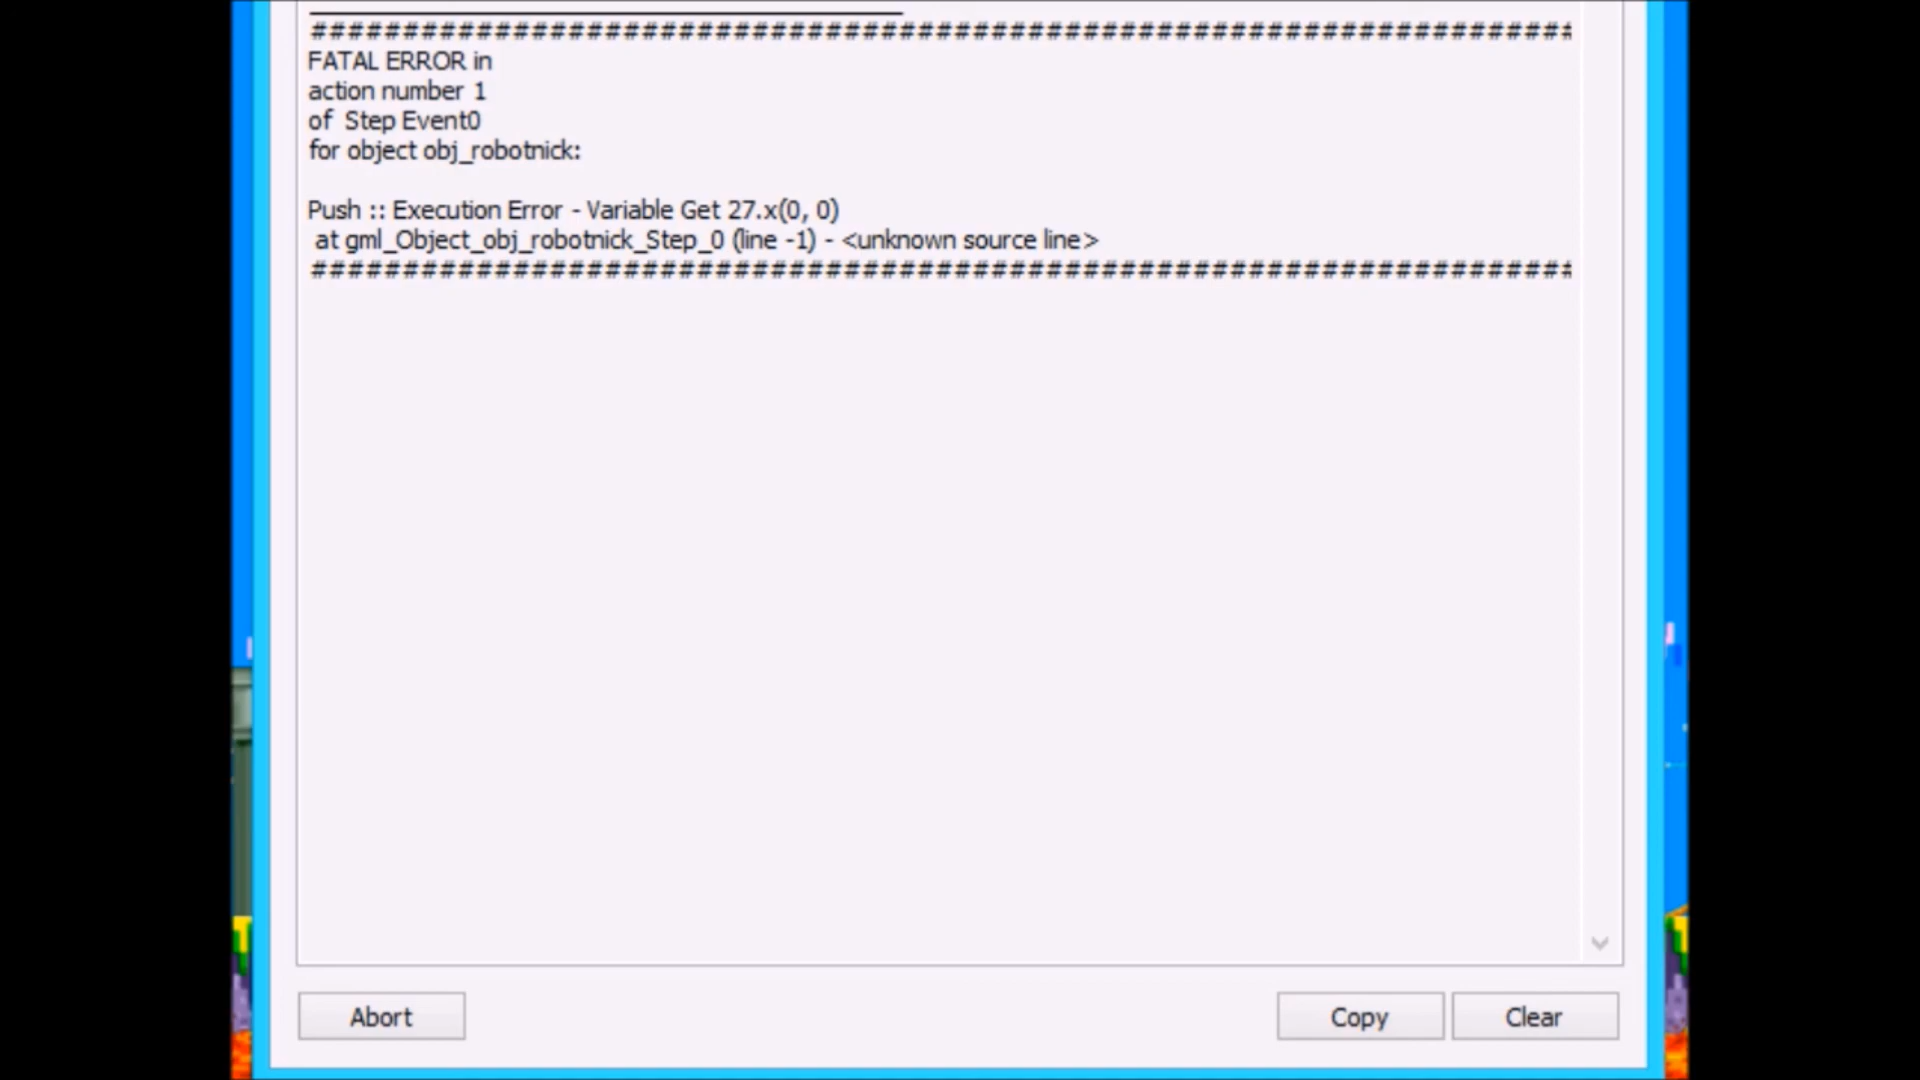 ############################################################################
FATAL ERROR in
action number 1
of  Step Event0
for object obj_robotnick:
Push :: Execution Error - Variable Get 27.x(0, 0)
 at gml_Object_obj_robotnick_Step_0 (line -1) - <unknown source line>
############################################################################
Abort
Copy
Clear